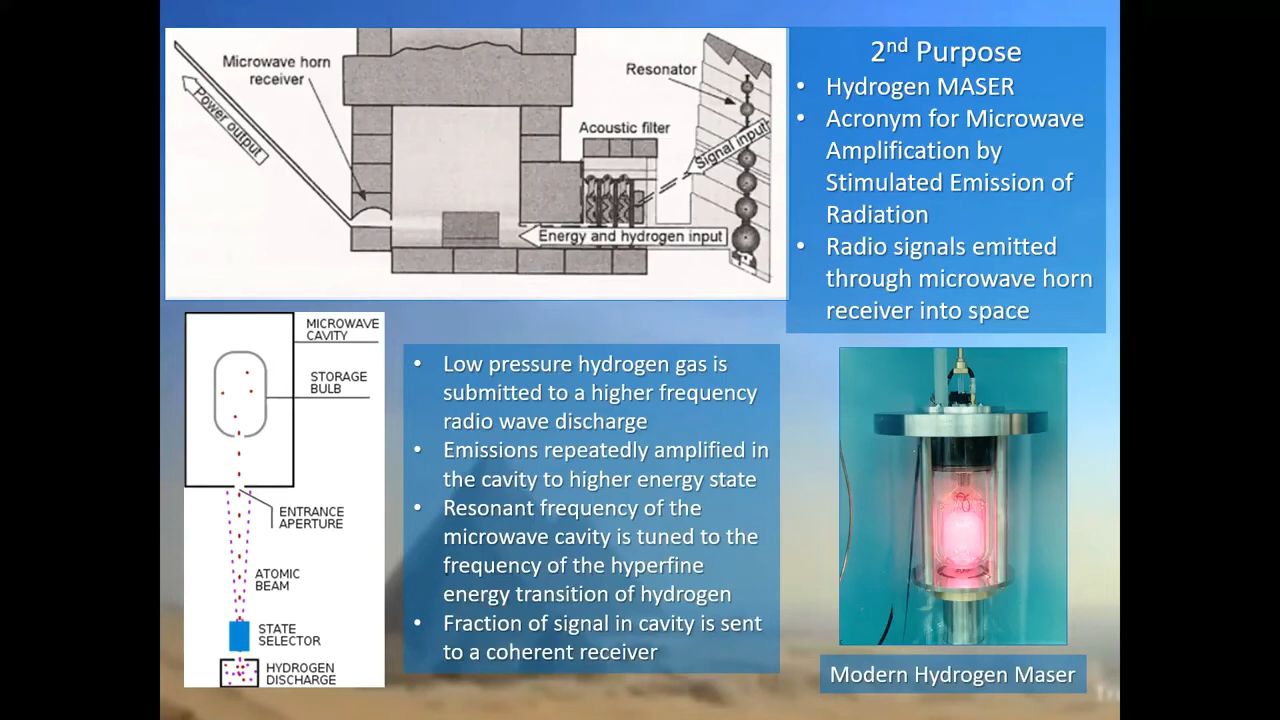 Microwave horn
receiver
Power output
Resonator
Acoustic filter
Signal input
Energy and hydrogen input
2nd Purpose
• Hydrogen MASER
• Acronym for Microwave
Amplification by
Stimulated Emission of
Radiation
• Radio signals emitted
through microwave horn
receiver into space
MICROWAVE
CAVITY
STORAGE
BULB
ENTRANCE
APERTURE
ATOMIC
BEAM
STATE
SELECTOR
HYDROGEN
DISCHARGE
• Low pressure hydrogen gas is
submitted to a higher frequency
radio wave discharge
• Emissions repeatedly amplified in
the cavity to higher energy state
• Resonant frequency of the
microwave cavity is tuned to the
frequency of the hyperfine
energy transition of hydrogen
• Fraction of signal in cavity is sent
to a coherent receiver
Modern Hydrogen Maser